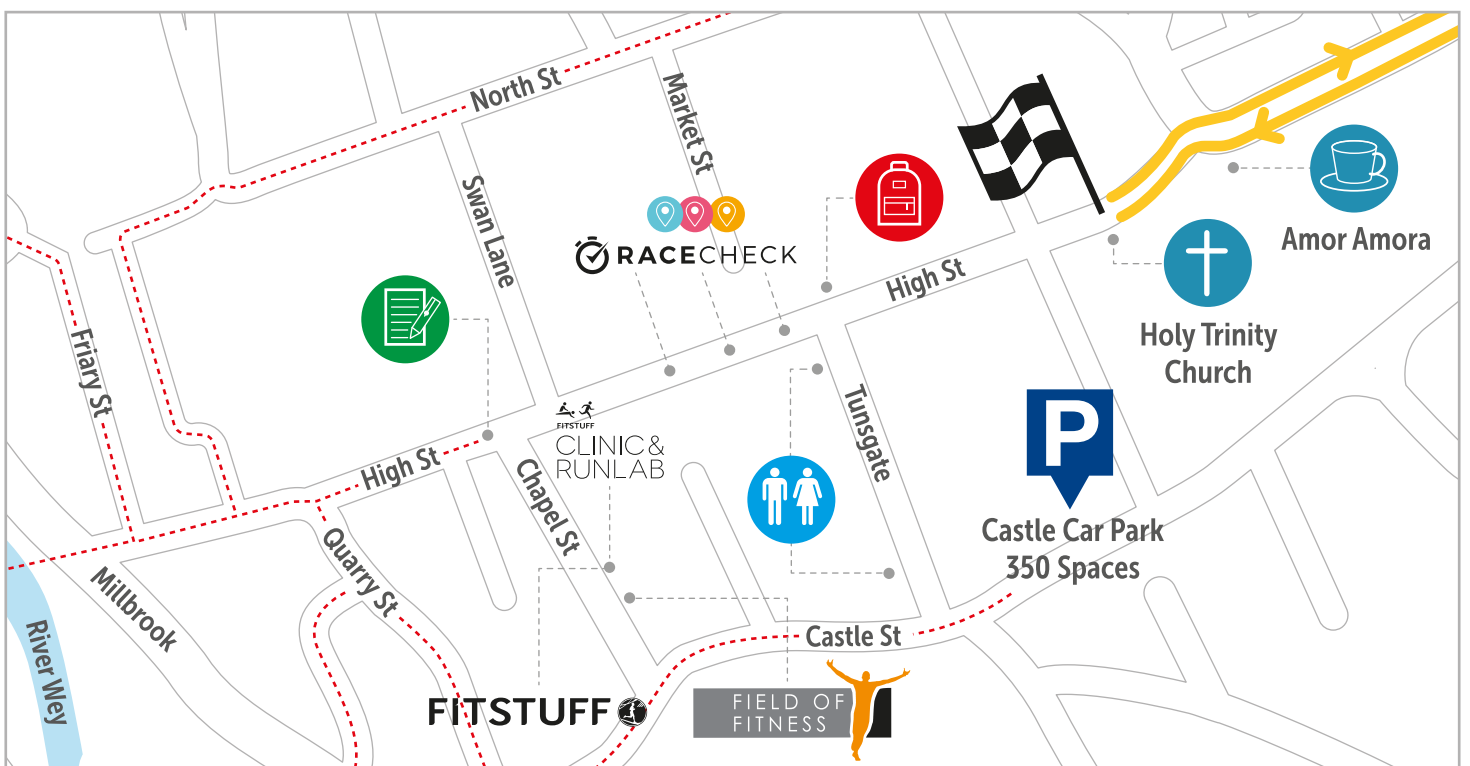 North St
Market St
Swan Lane
RACECHECK
High St
Amor Amora
Holy Trinity
Church
Friary St
High St
FITSTUFF
CLINIC &
RUNLAB
Chapel St
Tunsgate
P
Castle Car Park
350 Spaces
Quarry St
Millbrook
River Wey
Castle St
FITSTUFF
FIELD OF
FITNESS